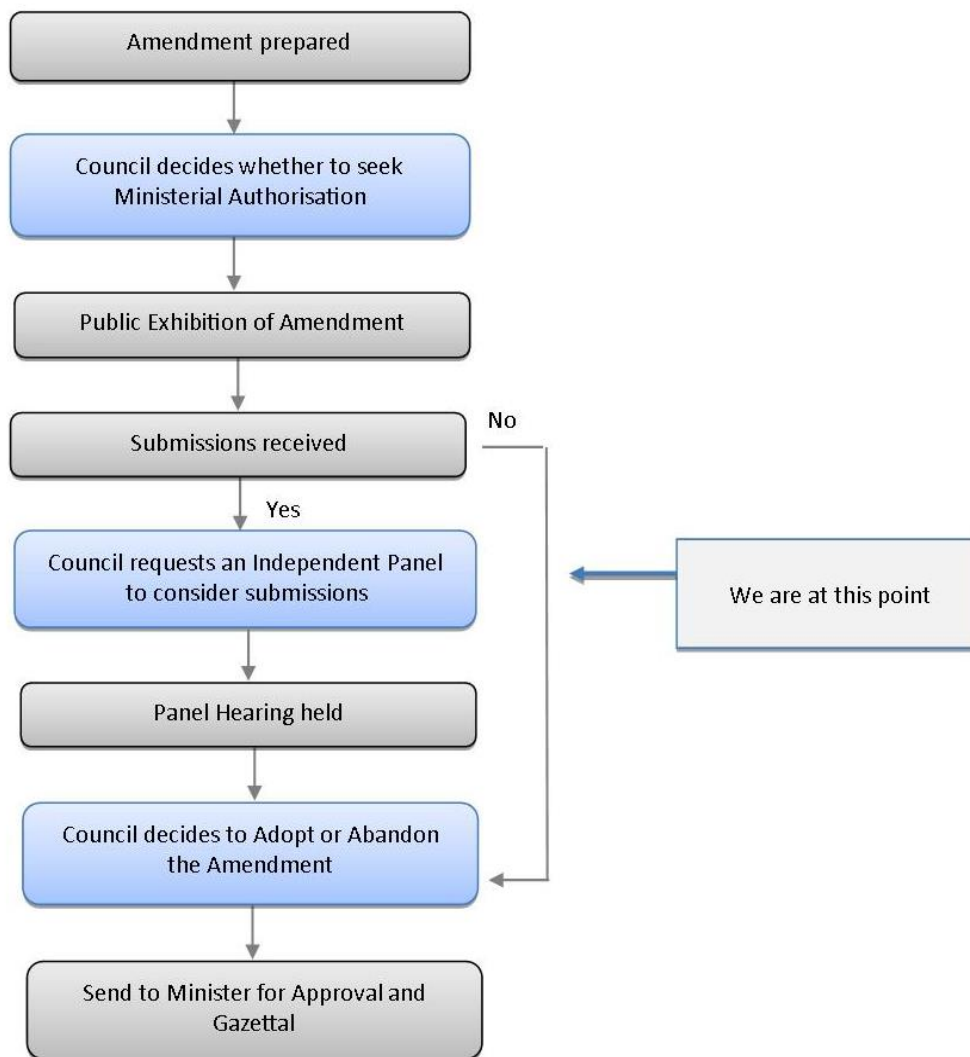 Amendment prepared
Council decides whether to seek
Ministerial Authorisation
Public Exhibition of Amendment
Submissions received
No
Yes
Council requests an Independent Panel
to consider submissions
We are at this point
Panel Hearing held
Council decides to Adopt or Abandon
the Amendment
Send to Minister for Approval and
Gazettal